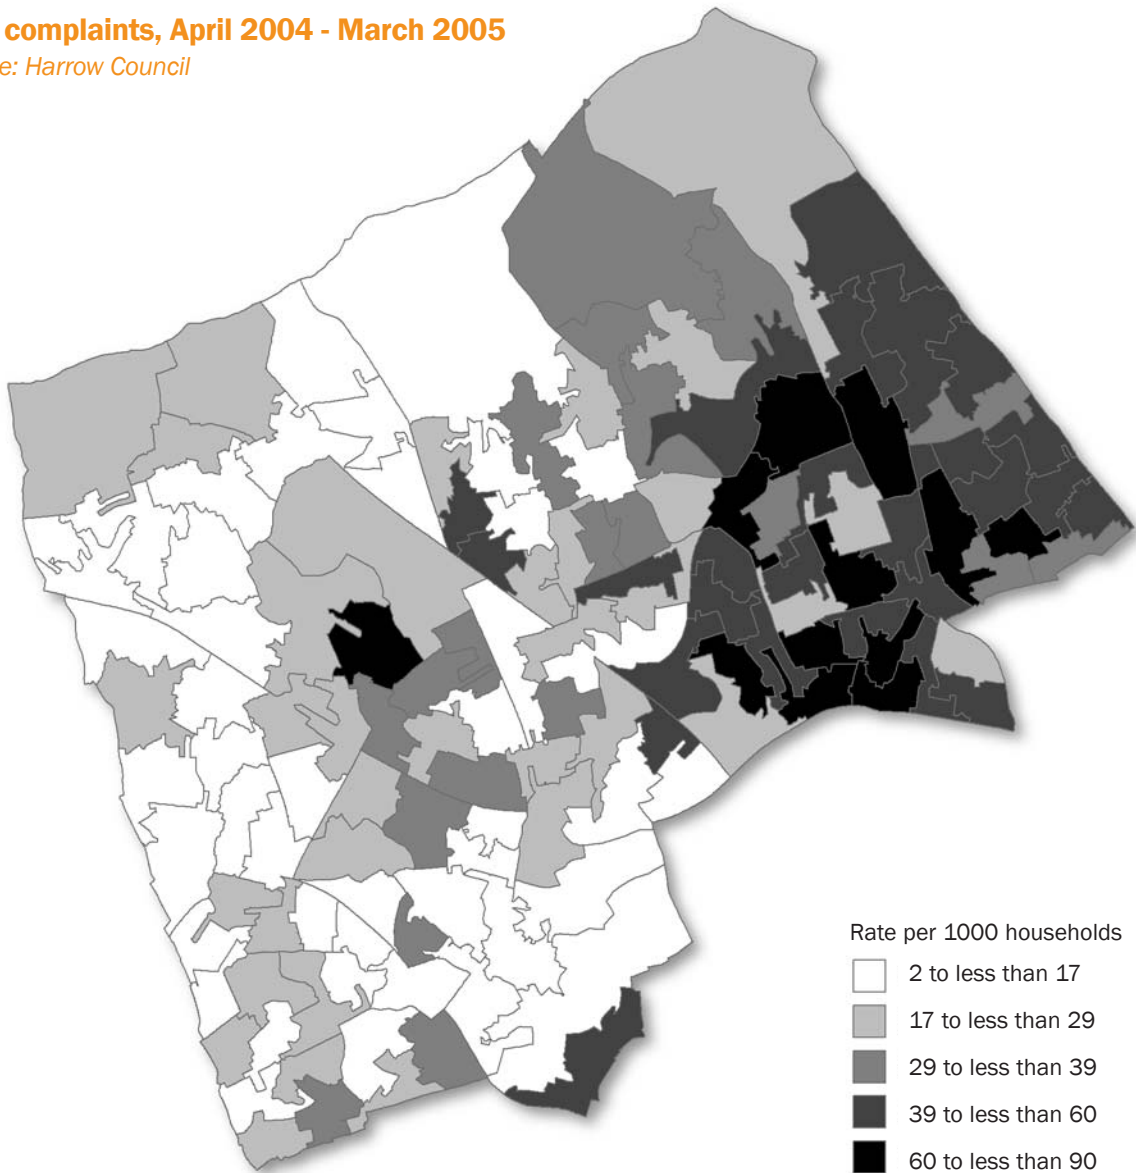 complaints, April 2004 - March 2005
e: Harrow Council
Rate per 1000 households
2 to less than 17
17 to less than 29
29 to less than 39
39 to less than 60
60 to less than 90